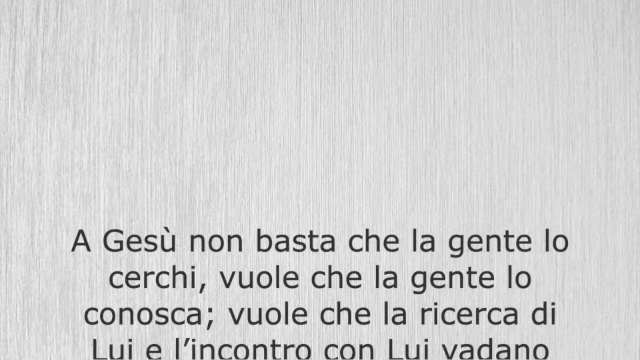 A Gesù non basta che la gente lo
cerchi, vuole che la gente lo
conosca; vuole che la ricerca di
Lui e l’incontro con Lui vadano